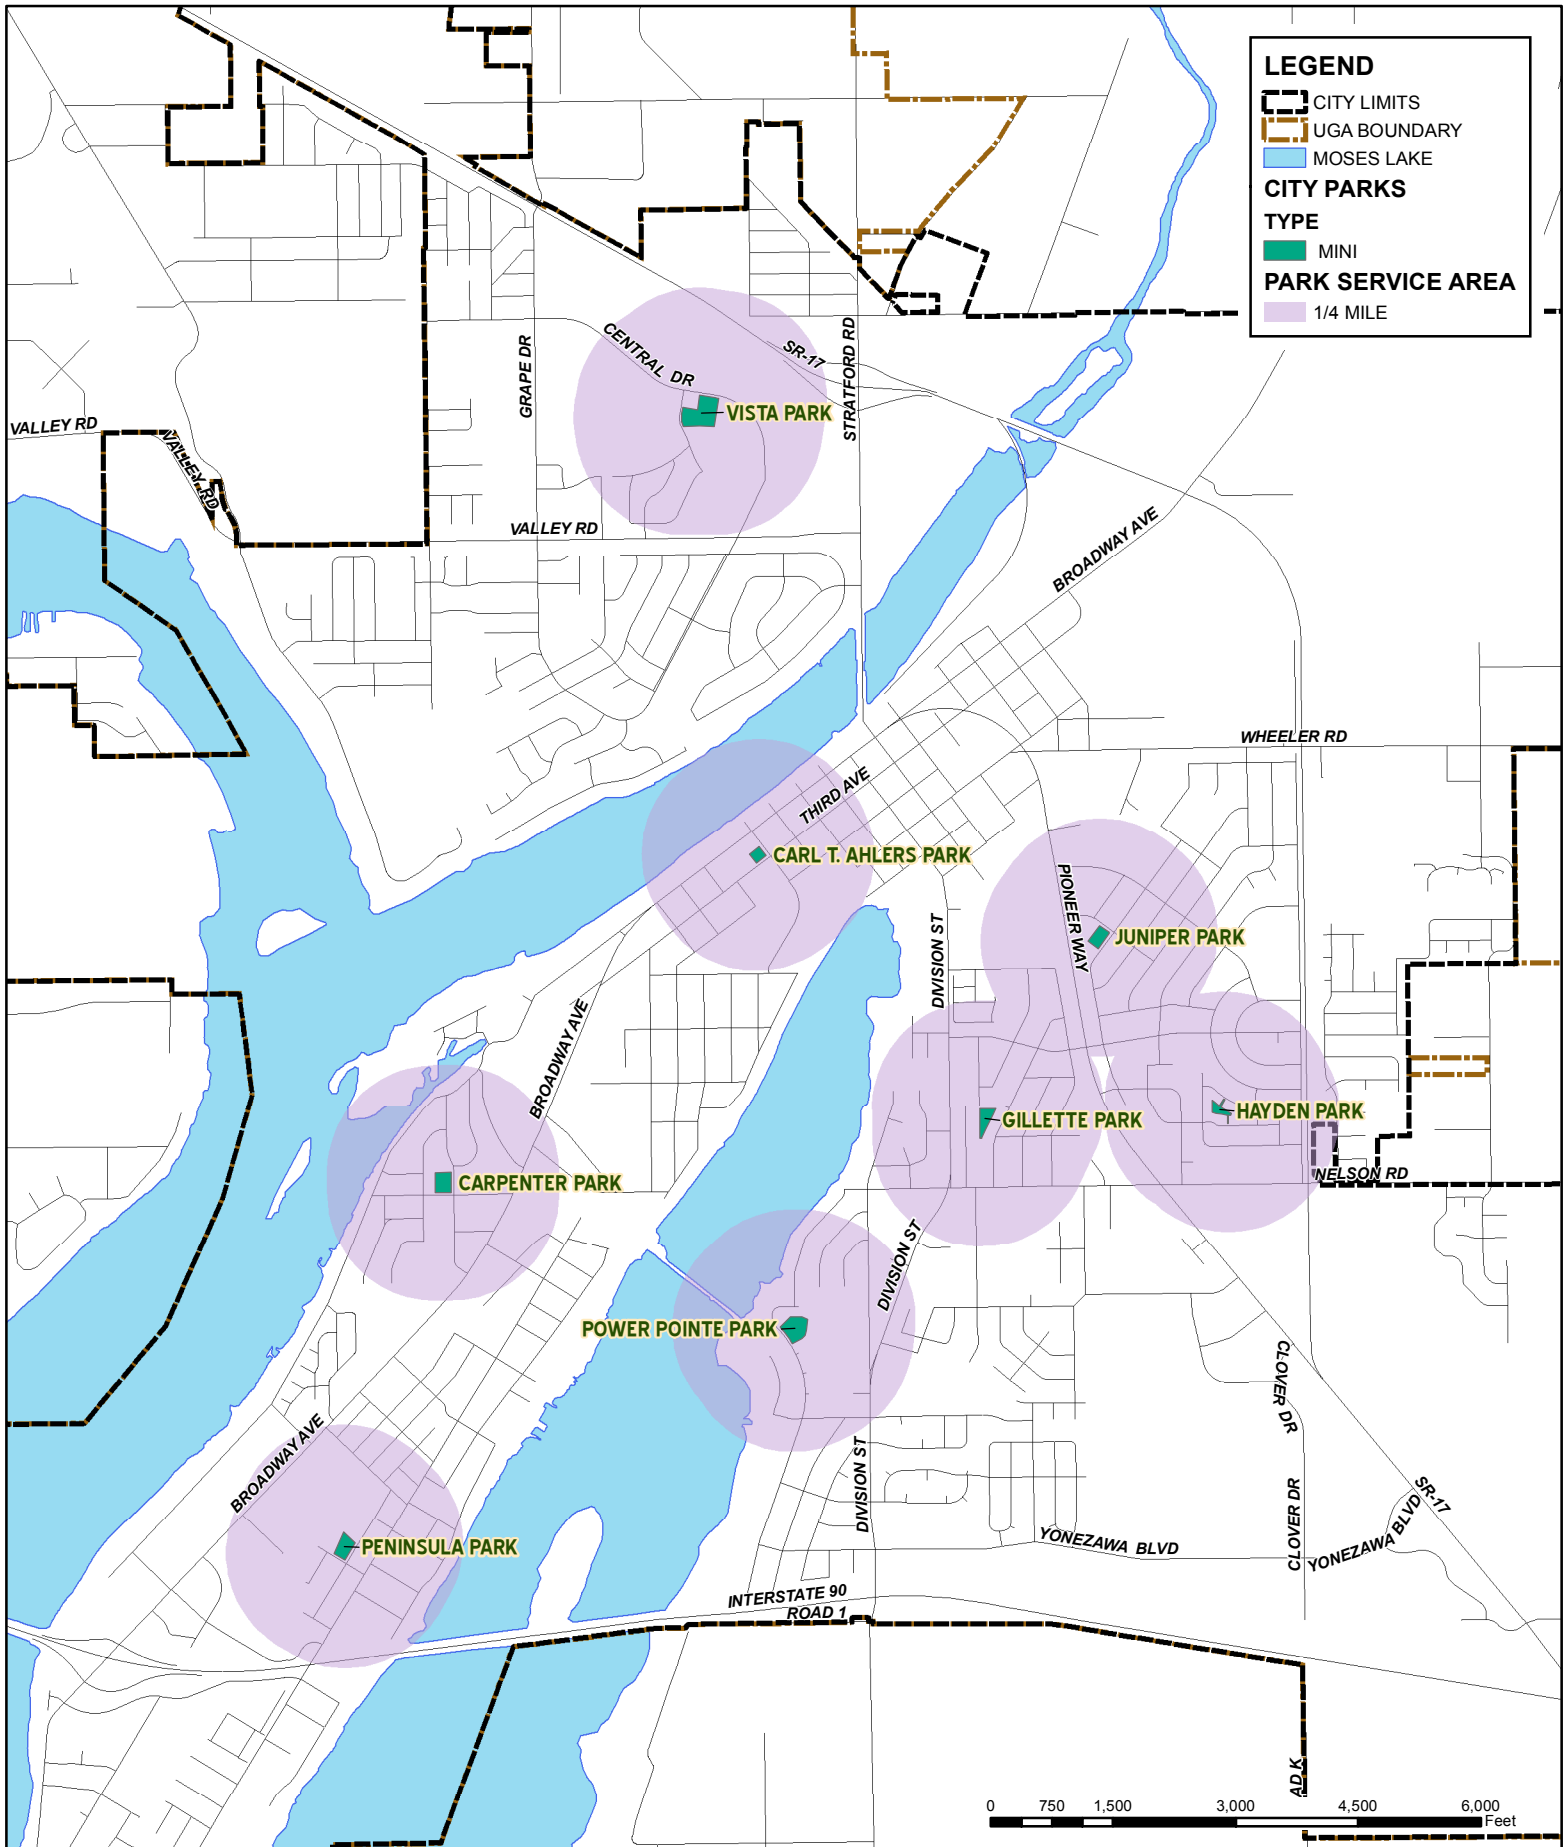 LEGEND
CITY LIMITS
UGA BOUNDARY
MOSES LAKE
CITY PARKS
TYPE
MINI
PARK SERVICE AREA
1/4 MILE
CENTRAL DR
SR-17
STRATFORD RD
GRAPE DR
VISTA PARK
VALLEY RD
VALLEY RD
VALLEY RD
BROADWAY AVE
WHEELER RD
THIRD AVE
CARL T. AHLERS PARK
PIONEER WAY
DIVISION ST
JUNIPER PARK
BROADWAY AVE
HAYDEN PARK
GILLETTE PARK
NELSON RD
CARPENTER PARK
DIVISION ST
POWER POINTE PARK
CLOVER DR
BROADWAY AVE
DIVISION ST
SR-17
CLOVER DR
YONEZAWA BLVD
YONEZAWA BLVD
PENINSULA PARK
INTERSTATE 90
ROAD 1
AD K
0 750 1,500 3,000 4,500 6,000
Feet